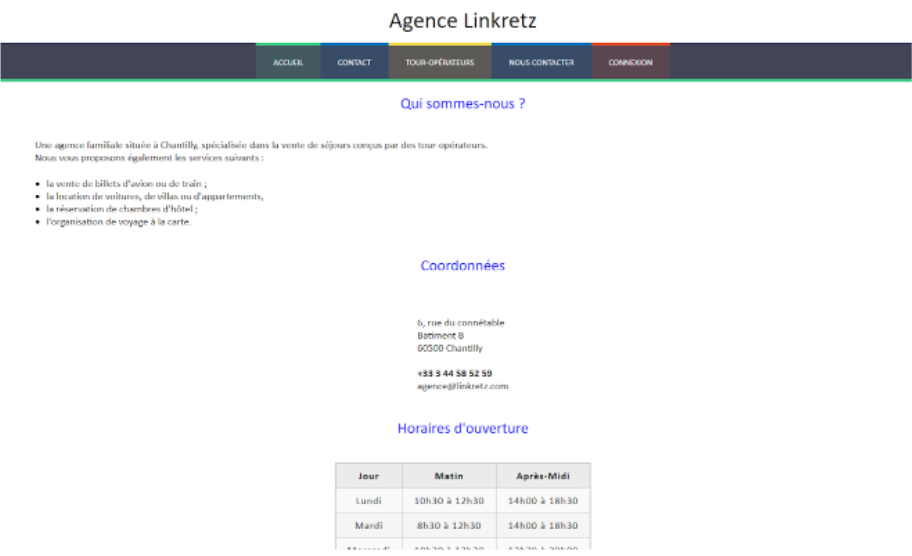 Agence Linkretz
ACCUEIL CONTACT TOUR-OPÉRATEURS NOUS CONTACTER CONNEXION
Qui sommes-nous ?
Une agence familiale située à Chantilly, spécialisée dans la vente de séjours conçus par des tour-opérateurs.
Nous vous proposons également les services suivants :
• la vente de billets d'avion ou de train ;
• la location de voitures, de villas ou d'appartements,
• la réservation de chambres d'hôtel ;
• l'organisation de voyage à la carte.
Coordonnées
6, rue du connétable
Batiment B
60500 Chantilly
+33 3 44 58 52 59
agence@linkretz.com
Horaires d'ouverture
Jour Matin Après-Midi
Lundi 10h30 à 12h30 14h00 à 18h30
Mardi 8h30 à 12h30 14h00 à 18h30
Mercredi